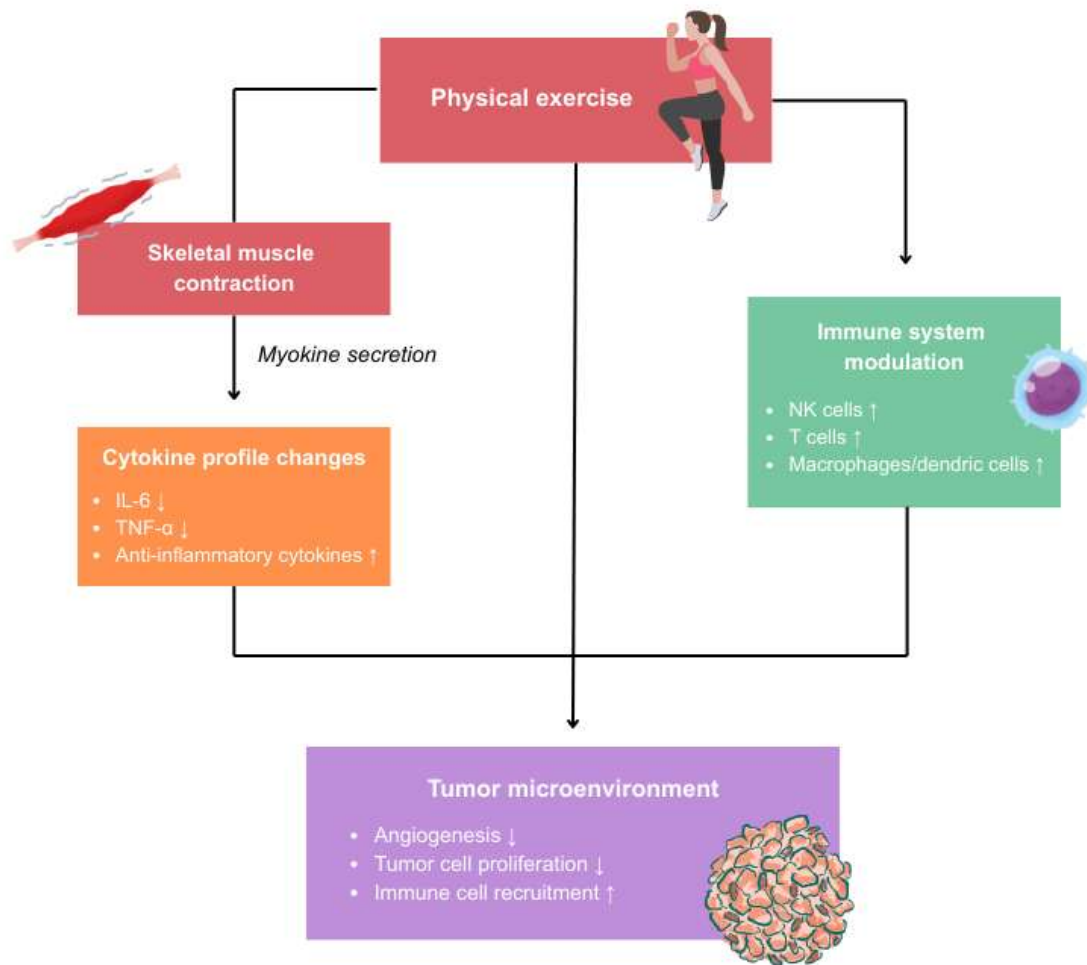 Physical exercise
Skeletal muscle
contraction
Myokine secretion
Cytokine profile changes
• IL-6 ↓
• TNF-α ↓
• Anti-inflammatory cytokines ↑
Immune system
modulation
• NK cells ↑
• T cells ↑
• Macrophages/dendric cells ↑
Tumor microenvironment
• Angiogenesis ↓
• Tumor cell proliferation ↓
• Immune cell recruitment ↑